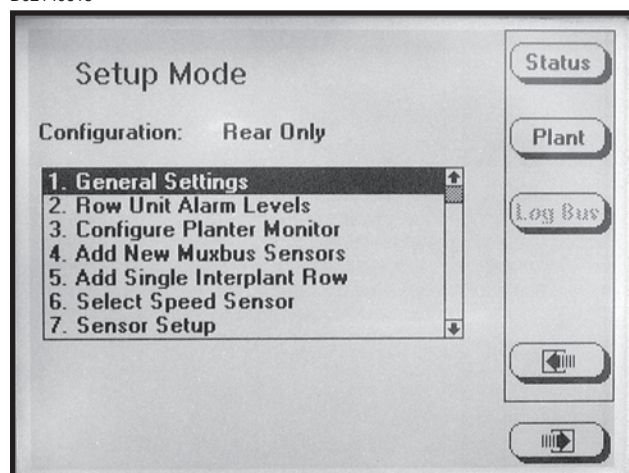 Setup Mode
Status
Configuration: Rear Only
Plant
1. General Settings
2. Row Unit Alarm Levels
3. Configure Planter Monitor
4. Add New Muxbus Sensors
5. Add Single Interplant Row
6. Select Speed Sensor
7. Sensor Setup
Log Bus